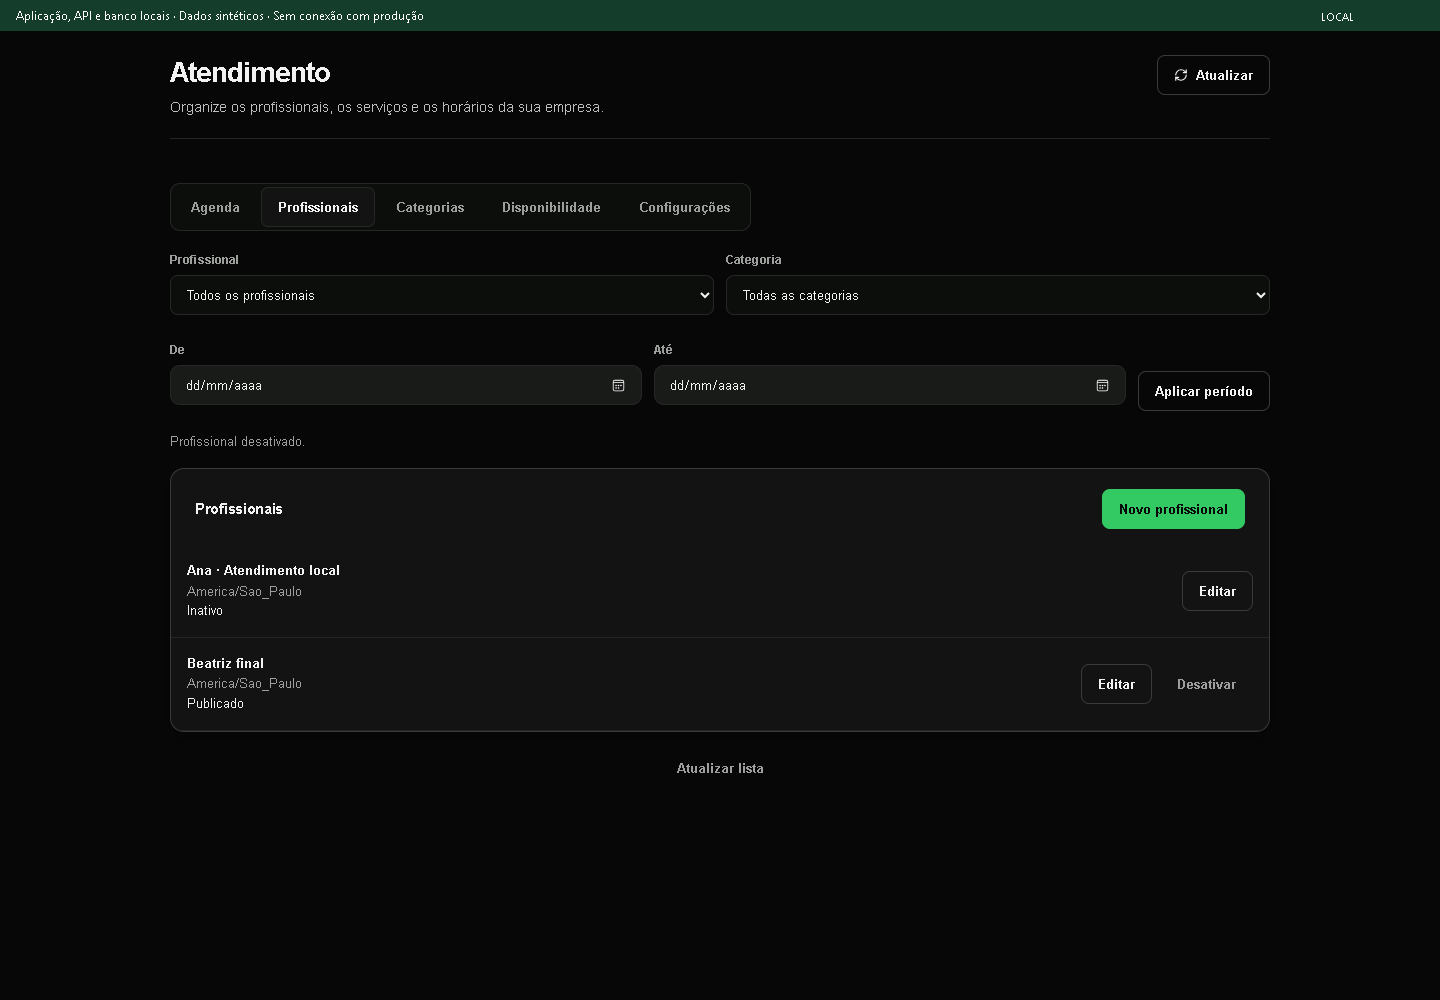 Aplicação, API e banco locais · Dados sintéticos · Sem conexão com produção
LOCAL
Atendimento
Atualizar
Organize os profissionais, os serviços e os horários da sua empresa.
Agenda
Profissionais
Categorias
Disponibilidade
Configurações
Profissional
Categoria
Todos os profissionais
Todas as categorias
De
Até
dd/mm/aaaa
dd/mm/aaaa
Aplicar período
Profissional desativado.
Profissionais
Novo profissional
Ana · Atendimento local
America/Sao_Paulo
Inativo
Editar
Beatriz final
America/Sao_Paulo
Publicado
Editar
Desativar
Atualizar lista